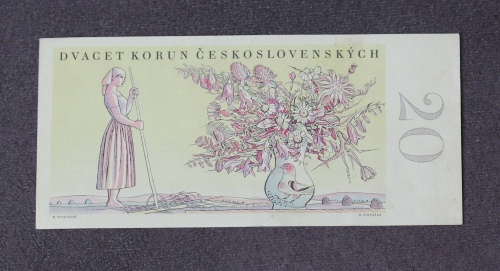 DVACET KORUN ČESKOSLOVENSKÝCH
20